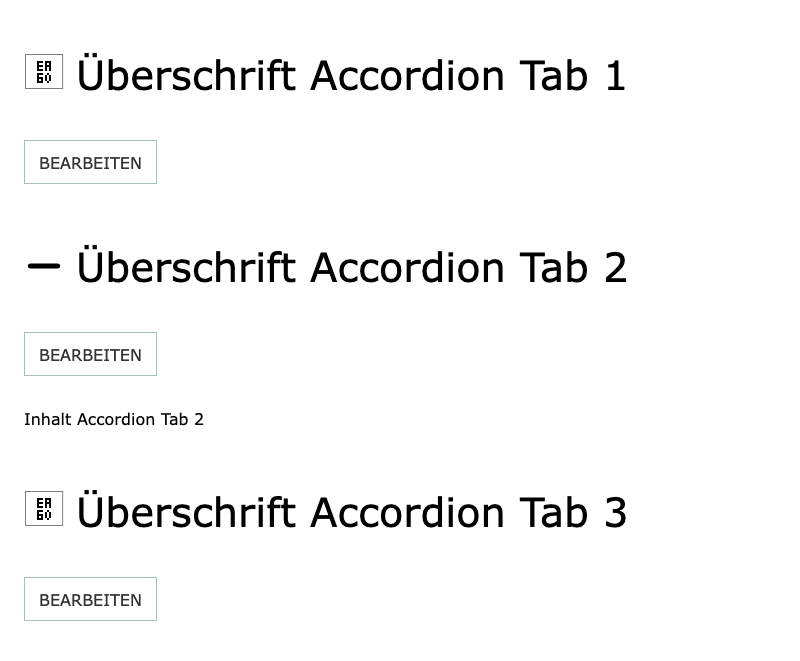 Überschrift Accordion Tab 1
BEARBEITEN
Überschrift Accordion Tab 2
BEARBEITEN
Inhalt Accordion Tab 2
Überschrift Accordion Tab 3
BEARBEITEN